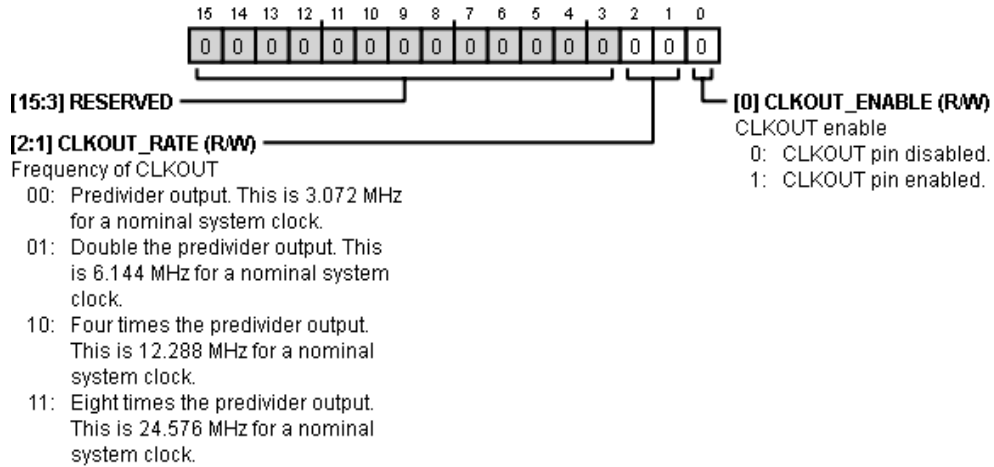 15 14 13 12 11 10 9 8 7 6 5 4 3 2 1 0
0 0 0 0 0 0 0 0 0 0 0 0 0 0 0 0
[15:3] RESERVED
[0] CLKOUT_ENABLE (R/W)
CLKOUT enable
0: CLKOUT pin disabled.
1: CLKOUT pin enabled.
[2:1] CLKOUT_RATE (R/W)
Frequency of CLKOUT
00: Predivider output. This is 3.072 MHz
for a nominal system clock.
01: Double the predivider output. This
is 6.144 MHz for a nominal system
clock.
10: Four times the predivider output.
This is 12.288 MHz for a nominal
system clock.
11: Eight times the predivider output.
This is 24.576 MHz for a nominal
system clock.